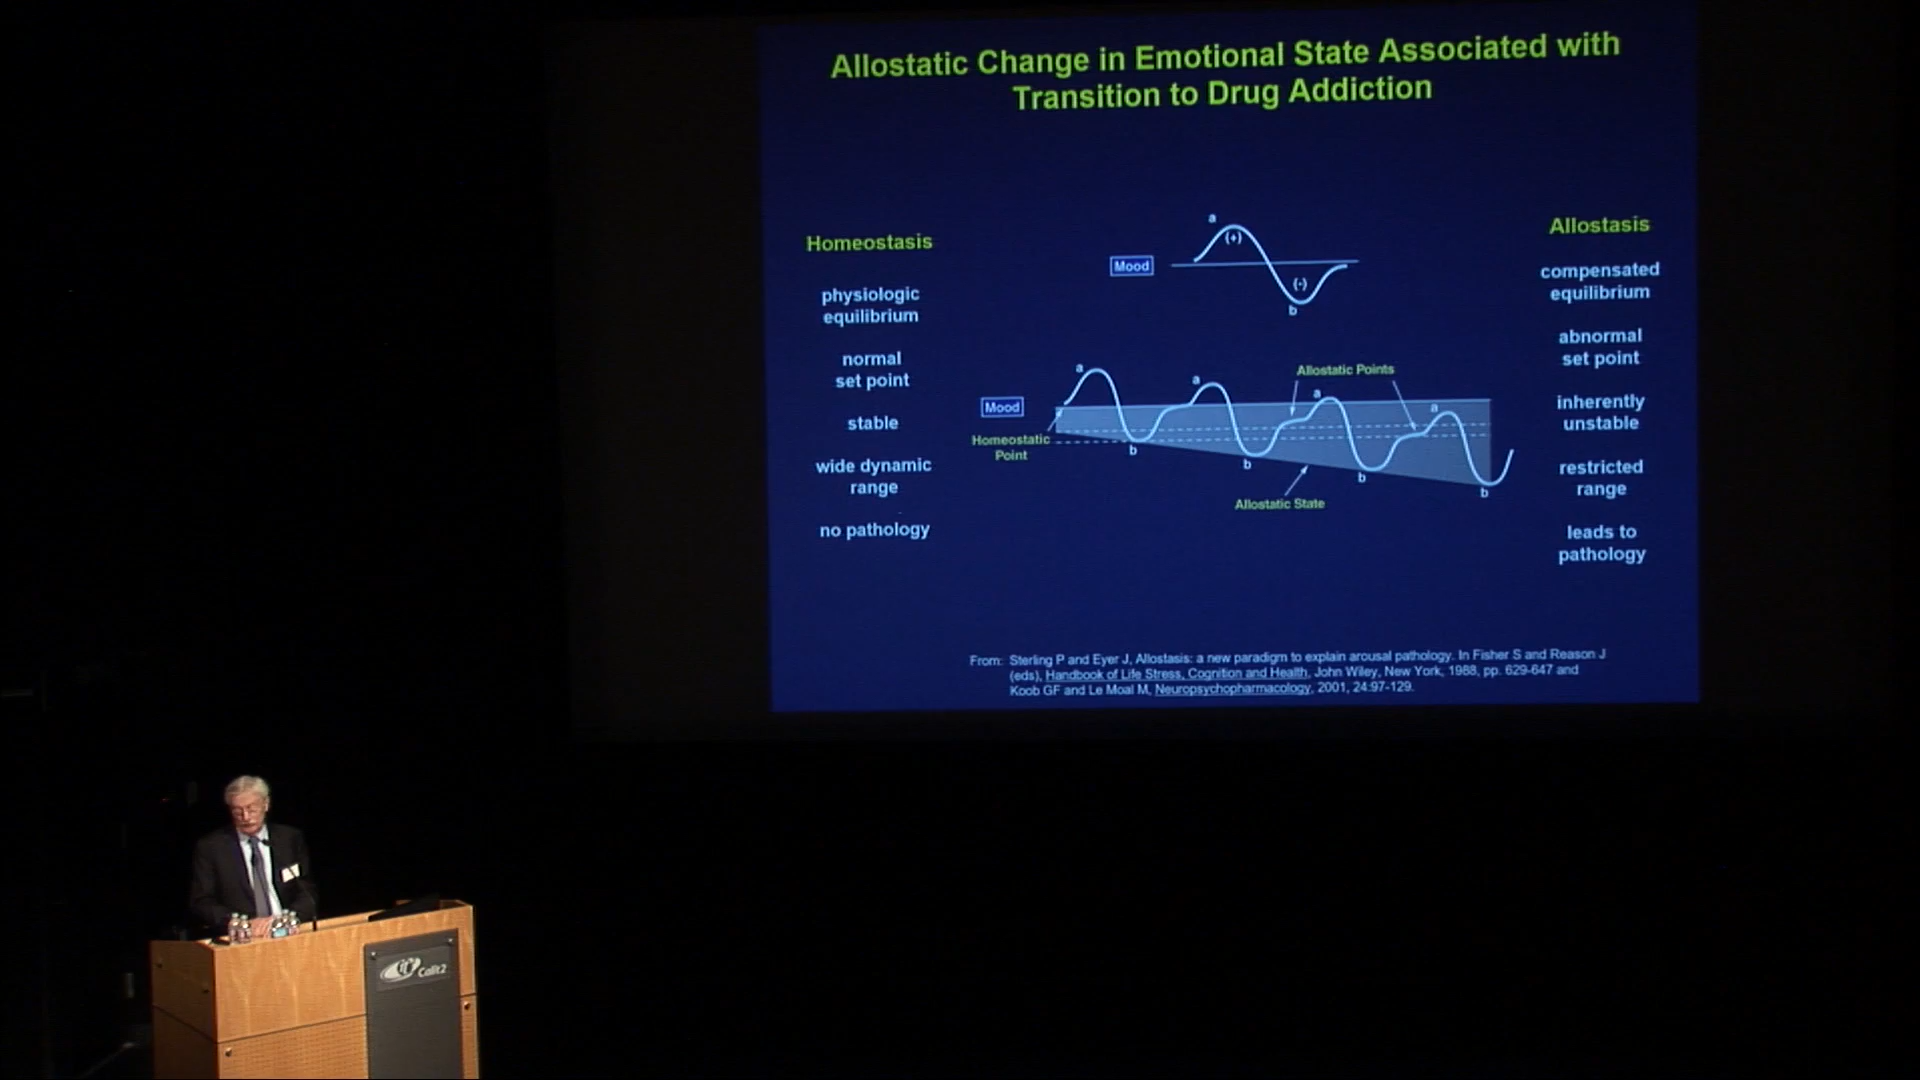 Allostatic Change in Emotional State Associated with
Transition to Drug Addiction
Homeostasis
physiologic
equilibrium
normal
set point
stable
wide dynamic
range
no pathology
a
(+)
Mood
(-)
b
Allostatic Points
a
a
a
a
Mood
Homeostatic
Point
b
b
b
b
Allostatic State
Allostasis
compensated
equilibrium
abnormal
set point
inherently
unstable
restricted
range
leads to
pathology
From: Sterling P and Eyer J, Allostasis: a new paradigm to explain arousal pathology. In Fisher S and Reason J
(eds), Handbook of Life Stress, Cognition and Health, John Wiley, New York, 1988, pp. 629-647 and
Koob GF and Le Moal M, Neuropsychopharmacology, 2001, 24:97-129.
Calit2